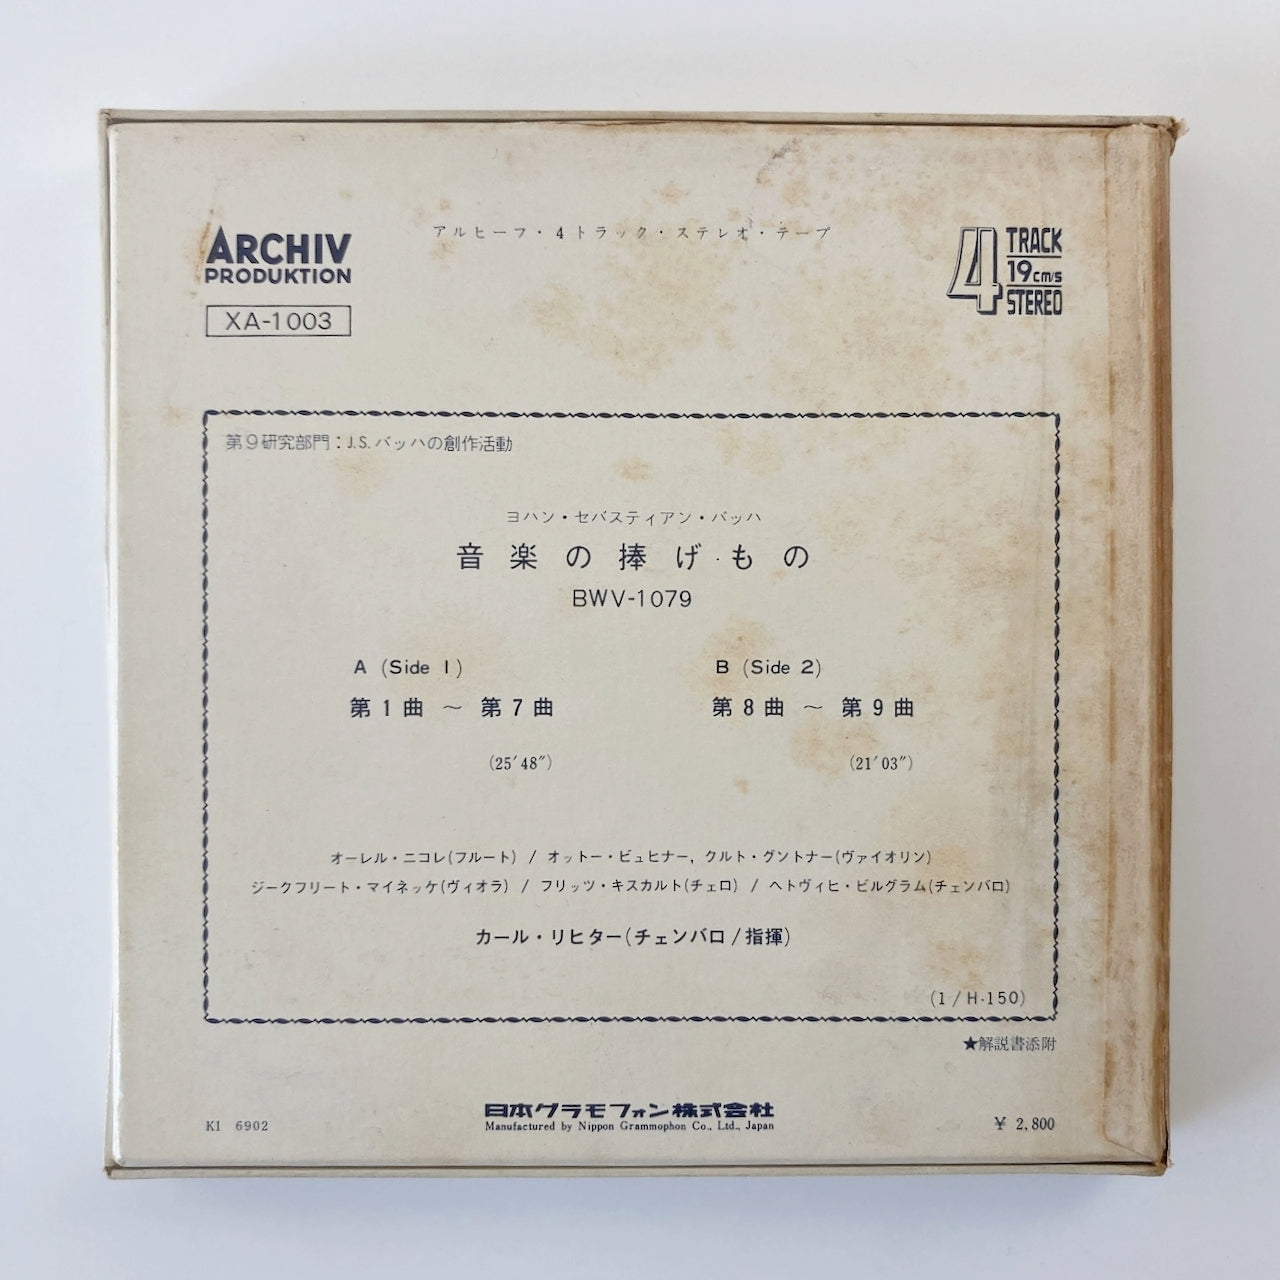 ARCHIV
PRODUKTION
XA-1003
アルヒーフ・4トラック・ステレオ・テープ
4 TRACK
19cm/s
STEREO
第9研究部門：J.S.バッハの創作活動
ヨハン・セバスティアン・バッハ
音楽の捧げもの
BWV-1079
A (Side 1)
第1曲 ～ 第7曲
(25′48″)
B (Side 2)
第8曲 ～ 第9曲
(21′03″)
オーレル・ニコレ(フルート) / オットー・ビュヒナー, クルト・グントナー(ヴァイオリン)
ジークフリート・マイネッケ(ヴィオラ) / フリッツ・キスカルト(チェロ) / ヘトヴィヒ・ビルグラム(チェンバロ)
カール・リヒター(チェンバロ/指揮)
(1/H-150)
★解説書添附
KI 6902
日本グラモフォン株式会社
Manufactured by Nippon Grammophon Co., Ltd., Japan
¥ 2,800